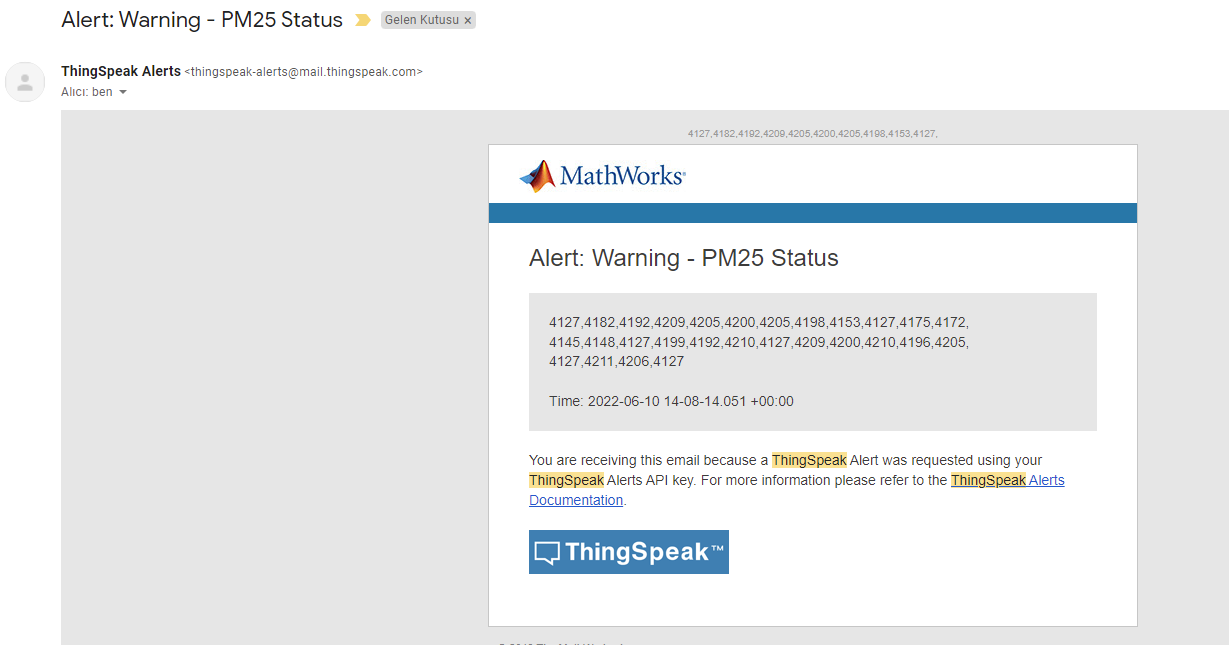 Alert: Warning - PM25 Status
Gelen Kutusu ×
ThingSpeak Alerts <thingspeak-alerts@mail.thingspeak.com>
Alıcı: ben
4127,4182,4192,4209,4205,4200,4205,4198,4153,4127,
MathWorks®
Alert: Warning - PM25 Status
4127,4182,4192,4209,4205,4200,4205,4198,4153,4127,4175,4172,
4145,4148,4127,4199,4192,4210,4127,4209,4200,4210,4196,4205,
4127,4211,4206,4127
Time: 2022-06-10 14-08-14.051 +00:00
You are receiving this email because a ThingSpeak Alert was requested using your
ThingSpeak Alerts API key. For more information please refer to the ThingSpeak Alerts
Documentation.
ThingSpeak™